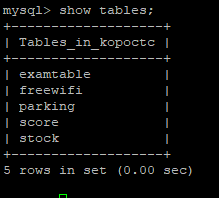 mysql> show tables;
+-------------------+
| Tables_in_kopoctc |
+-------------------+
| examtable         |
| freewifi          |
| parking           |
| score             |
| stock             |
+-------------------+
5 rows in set (0.00 sec)